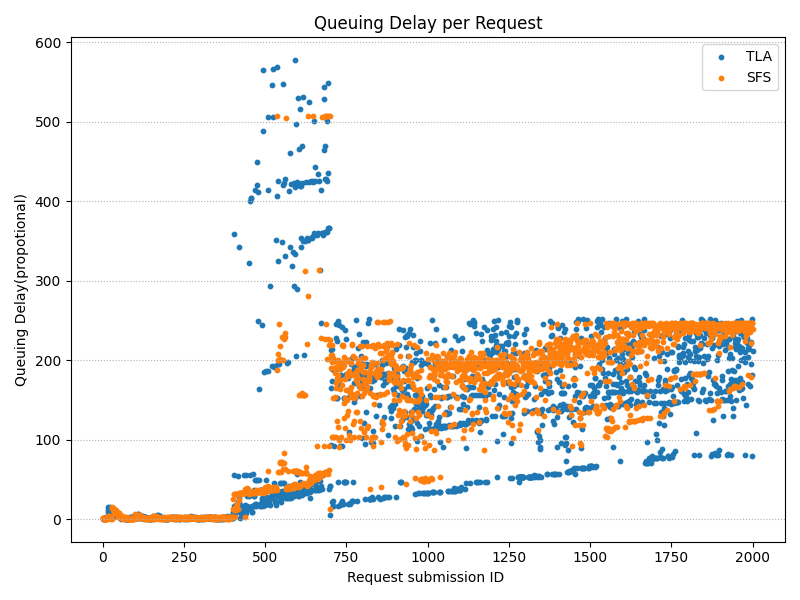 Queuing Delay per Request
TLA
SFS
600
500
400
300
200
100
0
Queuing Delay(propotional)
0 250 500 750 1000 1250 1500 1750 2000
Request submission ID